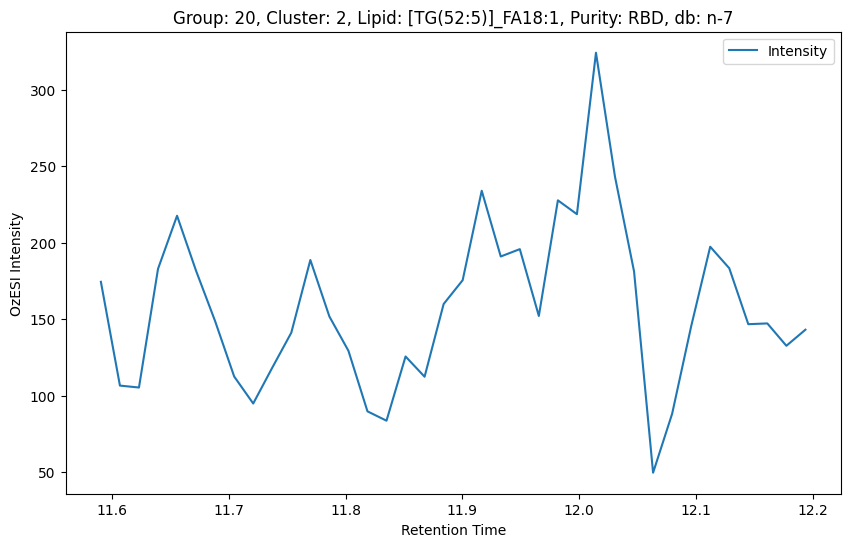 Group: 20, Cluster: 2, Lipid: [TG(52:5)]_FA18:1, Purity: RBD, db: n-7
Intensity
300
250
200
150
100
50
OzESI Intensity
11.6 11.7 11.8 11.9 12.0 12.1 12.2
Retention Time